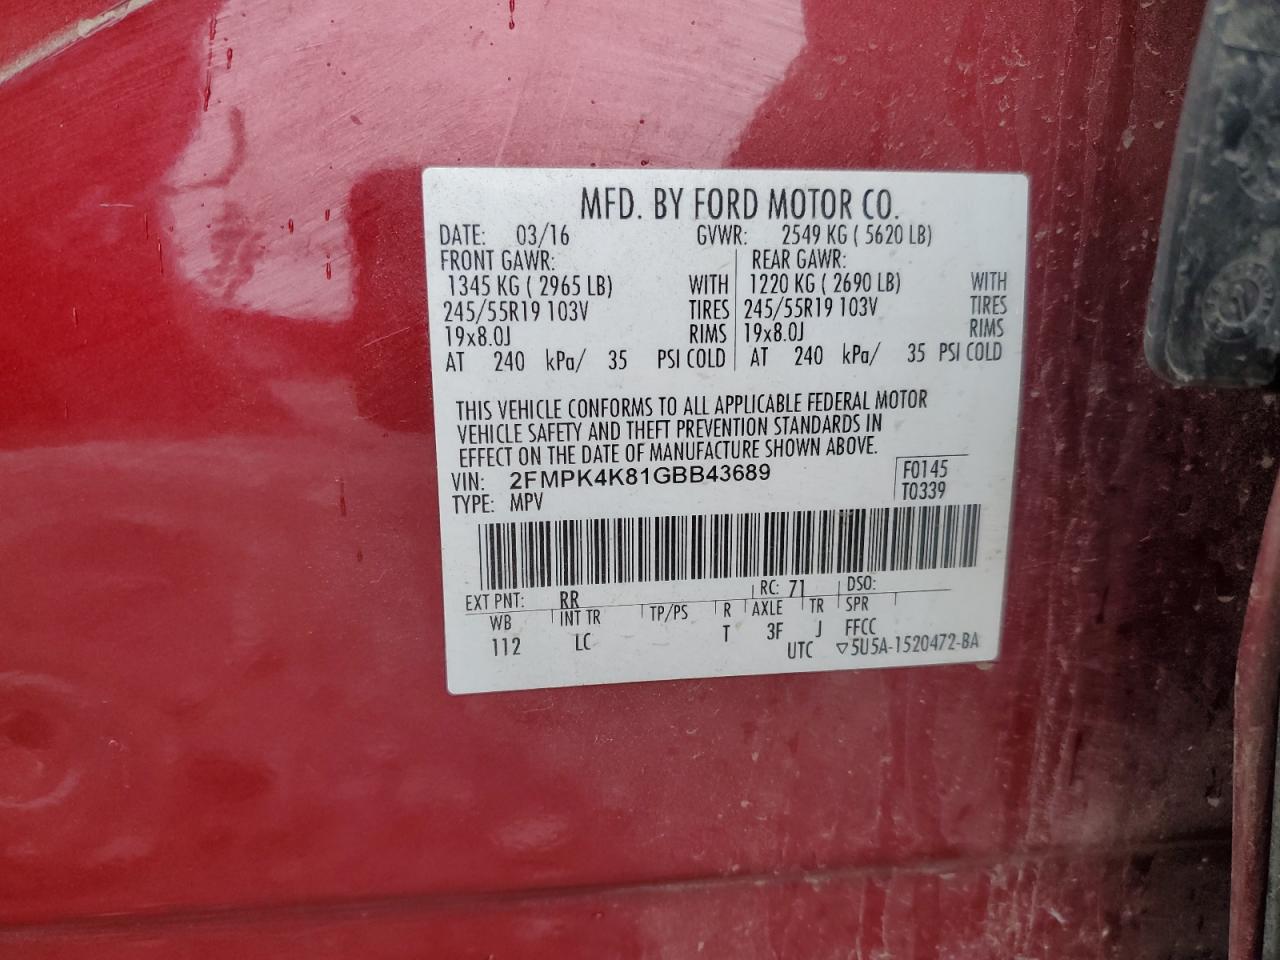 MFD. BY FORD MOTOR CO.
DATE: 03/16 GVWR: 2549 KG ( 5620 LB)
FRONT GAWR: REAR GAWR:
1345 KG ( 2965 LB) WITH 1220 KG ( 2690 LB) WITH
245/55R19 103V TIRES 245/55R19 103V TIRES
19x8.0J RIMS 19x8.0J RIMS
AT 240 kPa/ 35 PSI COLD AT 240 kPa/ 35 PSI COLD
THIS VEHICLE CONFORMS TO ALL APPLICABLE FEDERAL MOTOR
VEHICLE SAFETY AND THEFT PREVENTION STANDARDS IN
EFFECT ON THE DATE OF MANUFACTURE SHOWN ABOVE.
VIN: 2FMPK4K81GBB43689 F0145
TYPE: MPV T0339
EXT PNT: RR RC: 71 DSO:
WB INT TR TP/PS R AXLE TR SPR
112 LC T 3F J FFCC
UTC ▽5U5A-1520472-BA